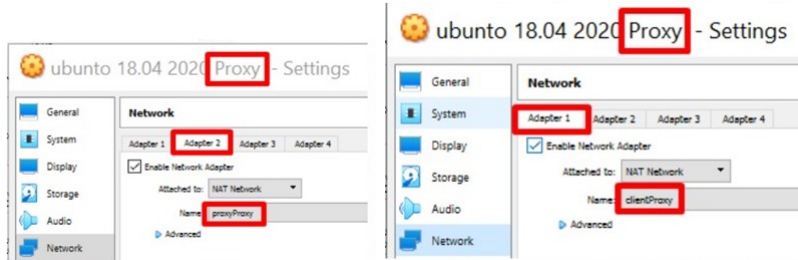 ubunto 18.04 2020 Proxy - Settings
General
System
Display
Storage
Audio
Network
Network
Adapter 1 Adapter 2 Adapter 3 Adapter 4
Enable Network Adapter
Attached to: NAT Network
Name: proxyProxy
Advanced
ubunto 18.04 2020 Proxy - Settings
General
System
Display
Storage
Audio
Network
Network
Adapter 1 Adapter 2 Adapter 3 Adapter 4
Enable Network Adapter
Attached to: NAT Network
Name: clientProxy
Advanced